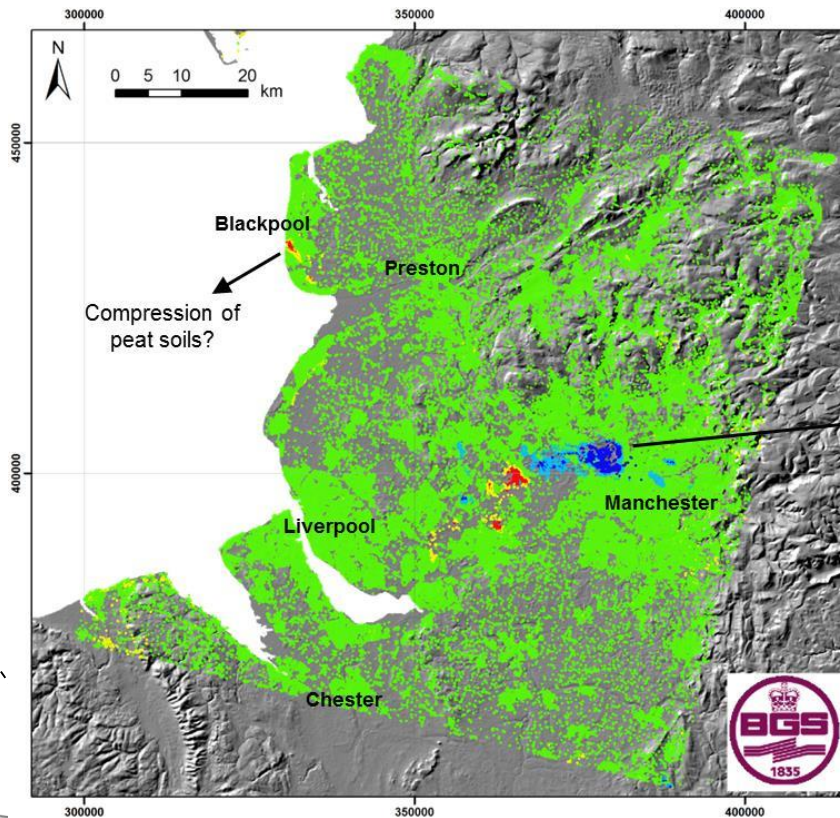 300000 350000 400000
N
0 5 10 20
km
450000
Blackpool
Preston
Compression of
peat soils?
400000
Manchester
Liverpool
Chester
BGS
1835
300000 350000 400000